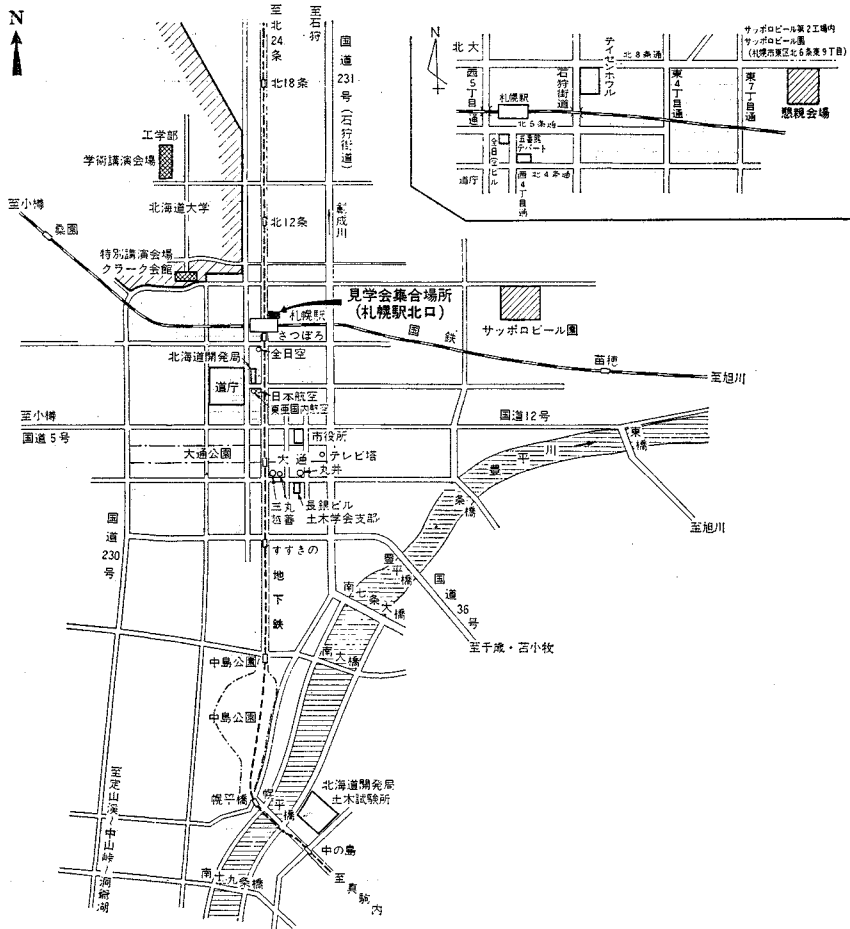 N
至北24条
至石狩
国道231号(石狩街道)
北18条
工学部
学術講演会場
北海道大学
北12条
創成川
至小樽
桑園
特別講演会場
クラーク会館
見学会集合場所
(札幌駅北口)
札幌駅
さっぽろ
国鉄
サッポロビール園
苗穂
至旭川
全日空
北海道開発局
道庁
日本航空
東亜国内航空
至小樽
国道5号
国道12号
市役所
大通公園
大通
テレビ塔
丸井
三越
丸善
長銀ビル
土木学会支部
豊平川
東橋
一条橋
至旭川
国道230号
すすきの
地下鉄
豊平橋
国道36号
南七条大橋
至千歳・苫小牧
南大橋
中島公園
中島公園
幌平橋
幌平橋
北海道開発局
土木試験所
中の島
南十九条橋
至真駒内
至定山渓~中山峠~洞爺湖
N
北大
西5丁目通
石狩街道
テイセンホウル
北8条通
東4丁目通
東7丁目通
サッポロビール第2工場内
サッポロビール園
(札幌市東区北6条東9丁目)
懇親会場
札幌駅
北5条通
全日空ビル
五番館
デパート
道庁
西4丁目通
北4条通